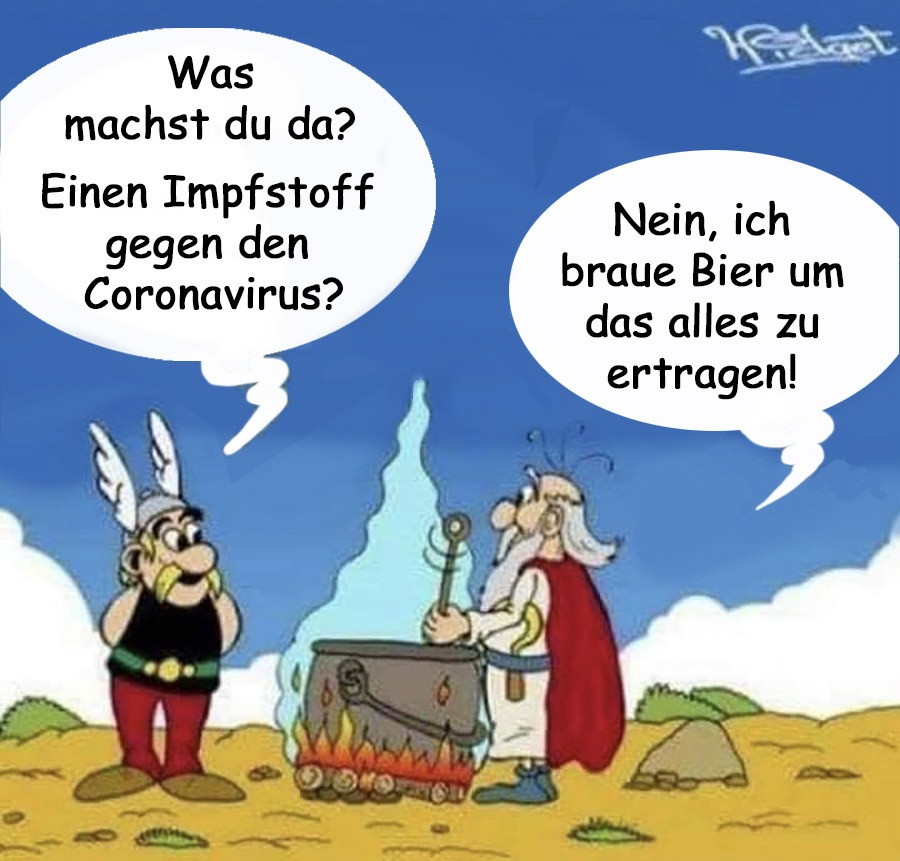 Was
machst du da?
Einen Impfstoff
gegen den
Coronavirus?
Nein, ich
braue Bier um
das alles zu
ertragen!